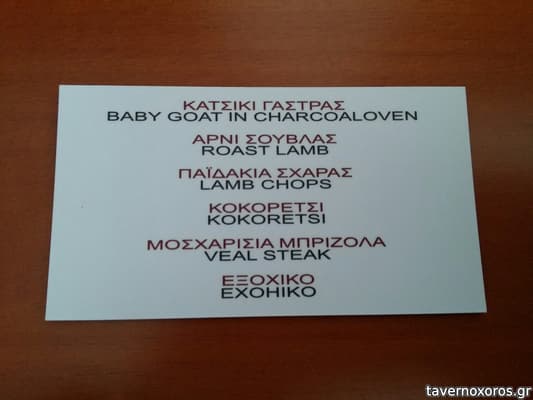 ΚΑΤΣΙΚΙ ΓΑΣΤΡΑΣ
BABY GOAT IN CHARCOALOVEN
ΑΡΝΙ ΣΟΥΒΛΑΣ
ROAST LAMB
ΠΑΪΔΑΚΙΑ ΣΧΑΡΑΣ
LAMB CHOPS
ΚΟΚΟΡΕΤΣΙ
KOKORETSI
ΜΟΣΧΑΡΙΣΙΑ ΜΠΡΙΖΟΛΑ
VEAL STEAK
ΕΞΟΧΙΚΟ
EXOHIKO
tavernoxoros.gr